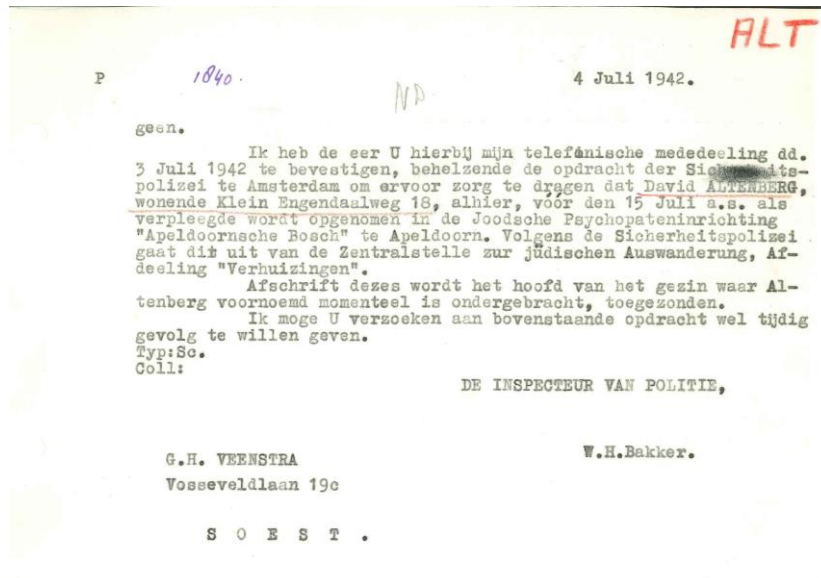 ALT
P 1840. 4 Juli 1942.
ND
geen.
Ik heb de eer U hierbij mijn telefonische mededeeling dd.
3 Juli 1942 te bevestigen, behelzende de opdracht der Sicherheits-
polizei te Amsterdam om ervoor zorg te dragen dat David ALTENBERG,
wonende Klein Engendaalweg 18, alhier, vóór den 15 Juli a.s. als
verpleegde wordt opgenomen in de Joodsche Psychopateninrichting
"Apeldoornsche Bosch" te Apeldoorn. Volgens de Sicherheitspolizei
gaat dit uit van de Zentralstelle zur jüdischen Auswanderung, Af-
deeling "Verhuizingen".
Afschrift dezes wordt het hoofd van het gezin waar Al-
tenberg voornoemd momenteel is ondergebracht, toegezonden.
Ik moge U verzoeken aan bovenstaande opdracht wel tijdig
gevolg te willen geven.
Typ:Sc.
Coll:
DE INSPECTEUR VAN POLITIE,
W.H.Bakker.
G.H. VEENSTRA
Vosseveldlaan 19c
S O E S T .